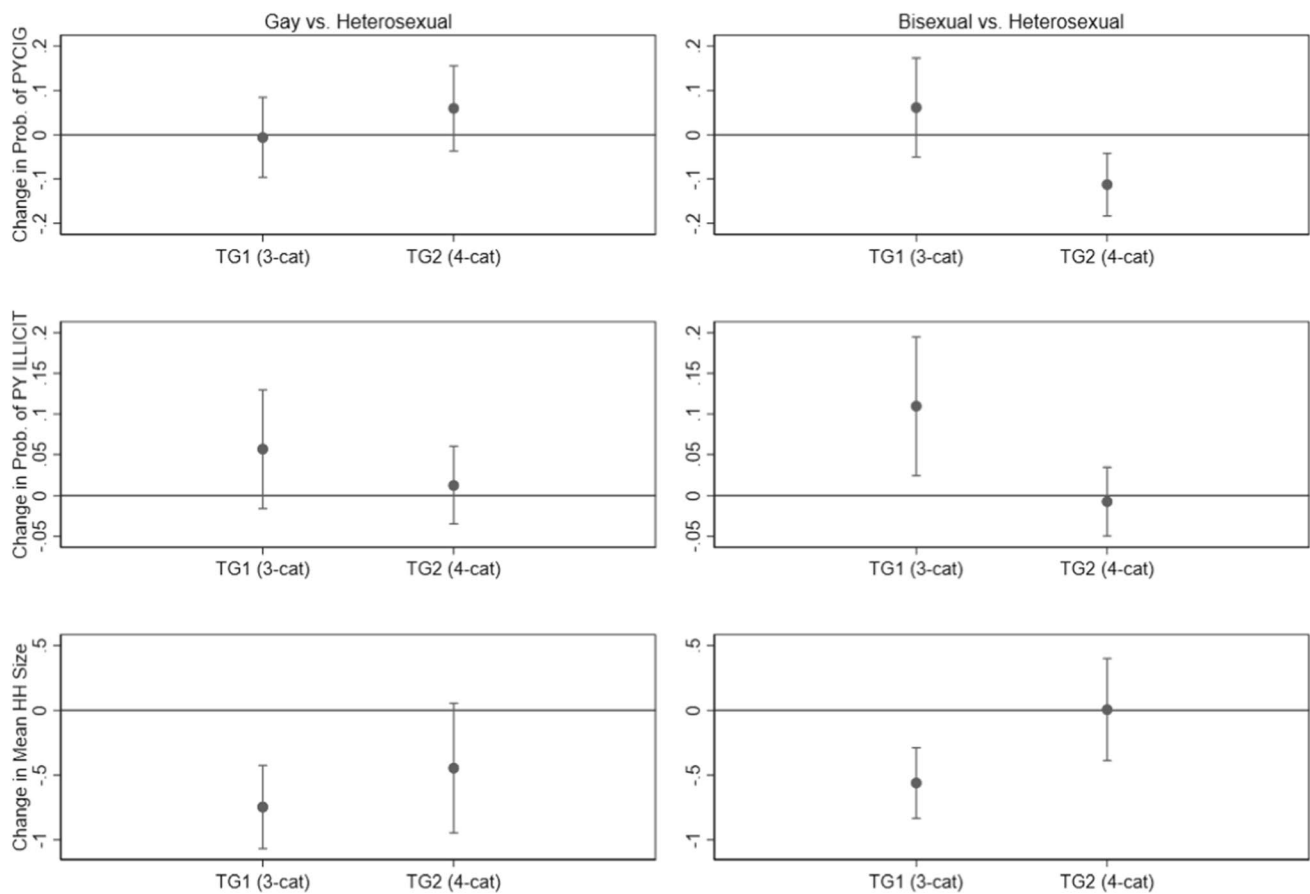 Gay vs. Heterosexual
Bisexual vs. Heterosexual
Change in Prob. of PYCIG
.2
.1
0
-.1
-.2
TG1 (3-cat)
TG2 (4-cat)
.2
.1
0
-.1
-.2
TG1 (3-cat)
TG2 (4-cat)
Change in Prob. of PY ILLICIT
.2
.15
.1
.05
0
-.05
TG1 (3-cat)
TG2 (4-cat)
.2
.15
.1
.05
0
-.05
TG1 (3-cat)
TG2 (4-cat)
Change in Mean HH Size
.5
0
-.5
-1
TG1 (3-cat)
TG2 (4-cat)
.5
0
-.5
-1
TG1 (3-cat)
TG2 (4-cat)